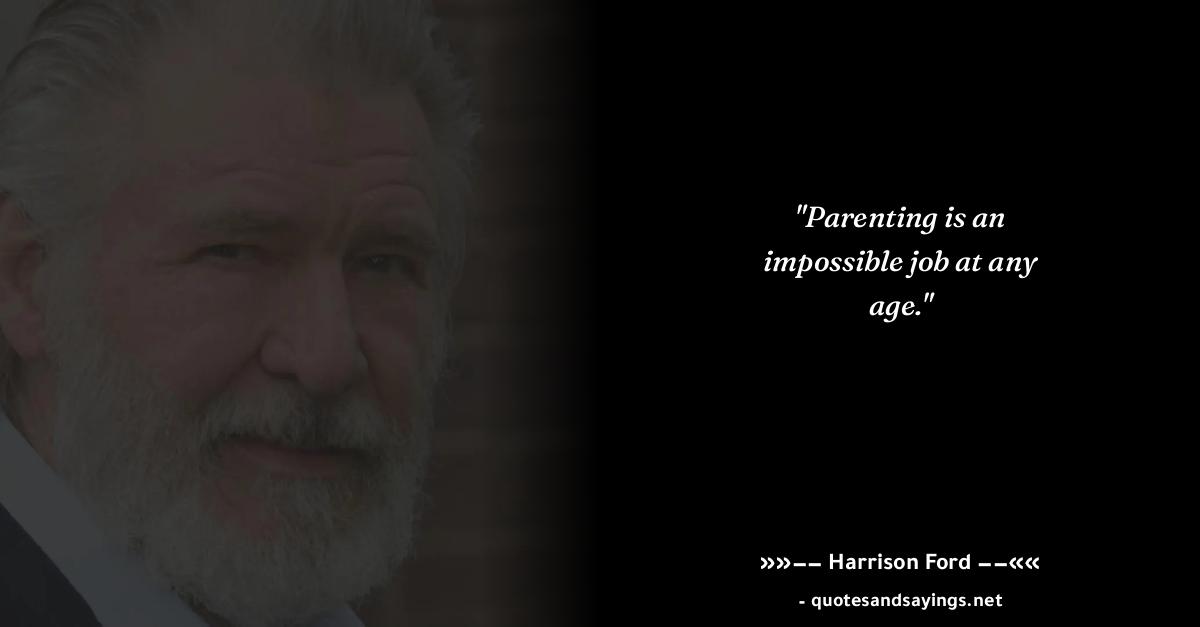 "Parenting is an
impossible job at any
age."
»»−− Harrison Ford −−««
- quotesandsayings.net